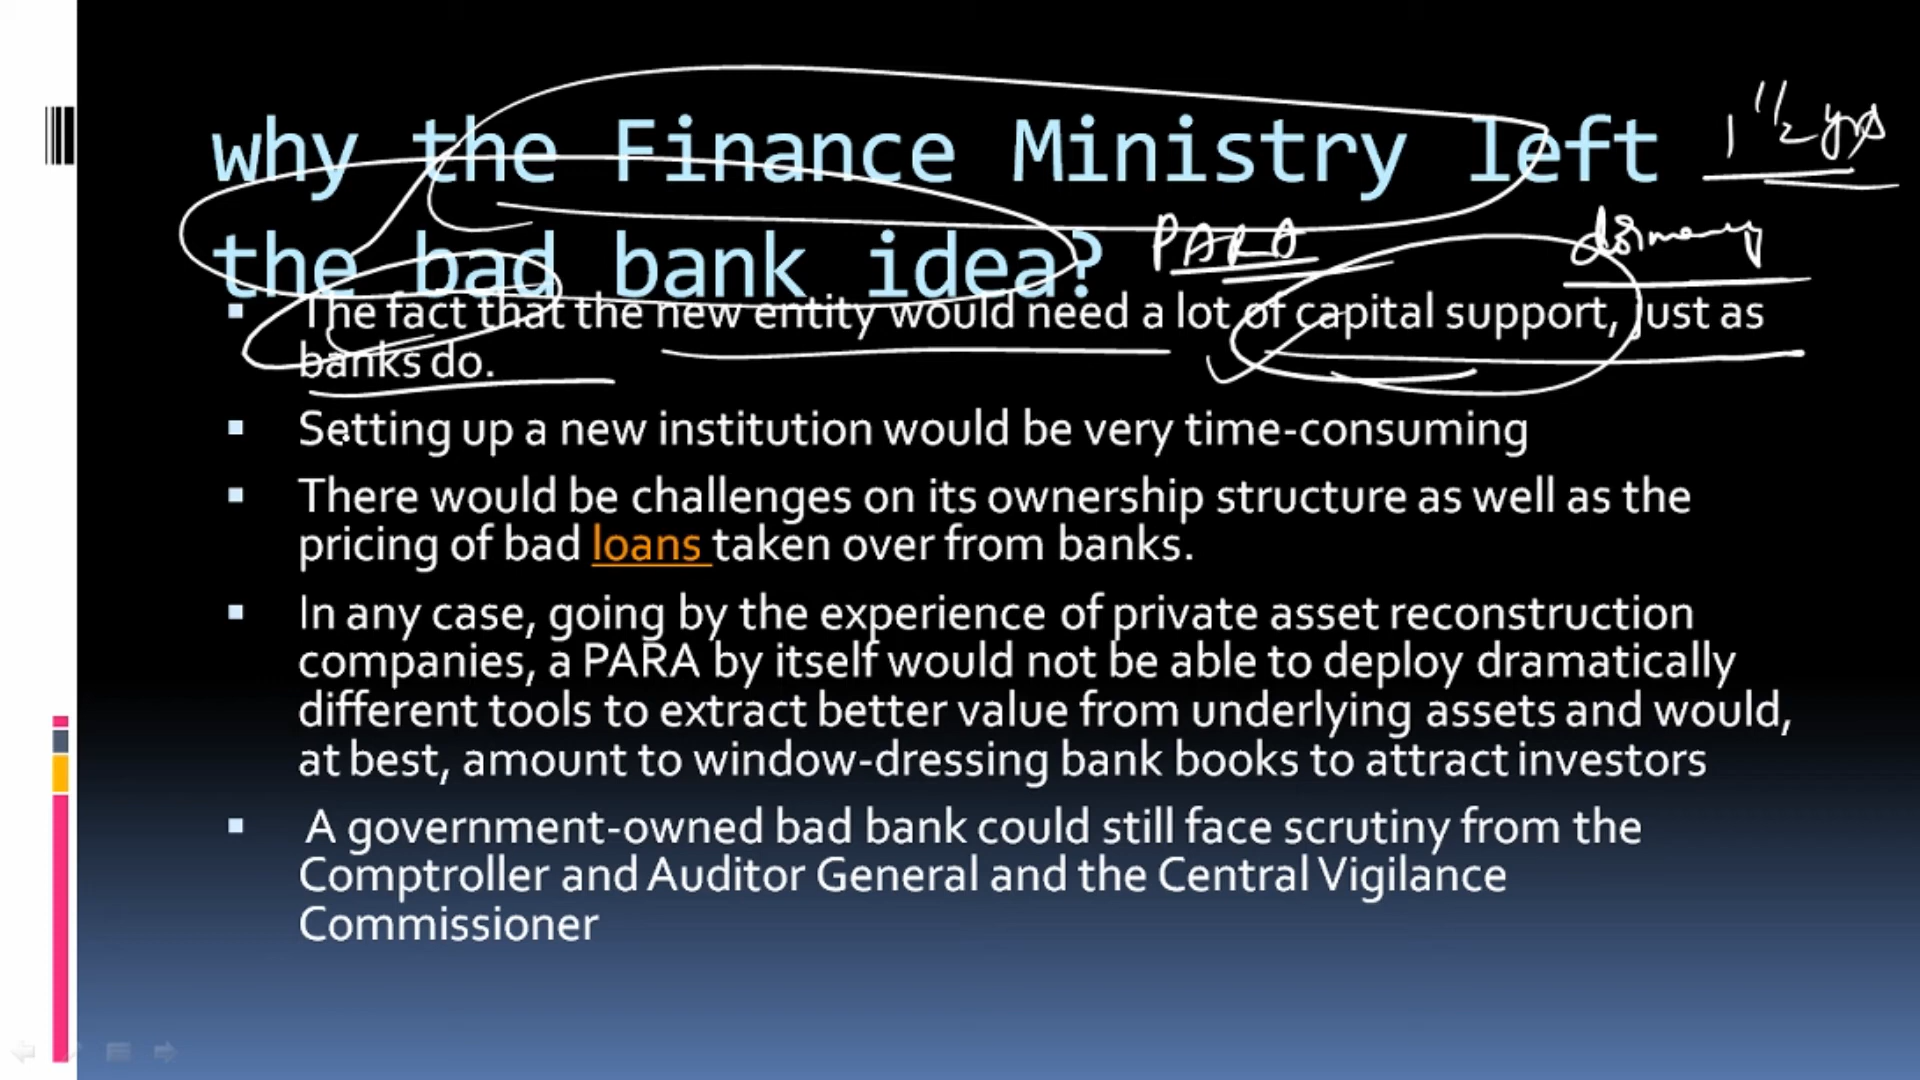 why the Finance Ministry left
1 1/2 yrs
the bad bank idea?
PARA
The fact that the new entity would need a lot of capital support, just as
banks do.
Setting up a new institution would be very time-consuming
There would be challenges on its ownership structure as well as the
pricing of bad loans taken over from banks.
In any case, going by the experience of private asset reconstruction
companies, a PARA by itself would not be able to deploy dramatically
different tools to extract better value from underlying assets and would,
at best, amount to window-dressing bank books to attract investors
A government-owned bad bank could still face scrutiny from the
Comptroller and Auditor General and the Central Vigilance
Commissioner